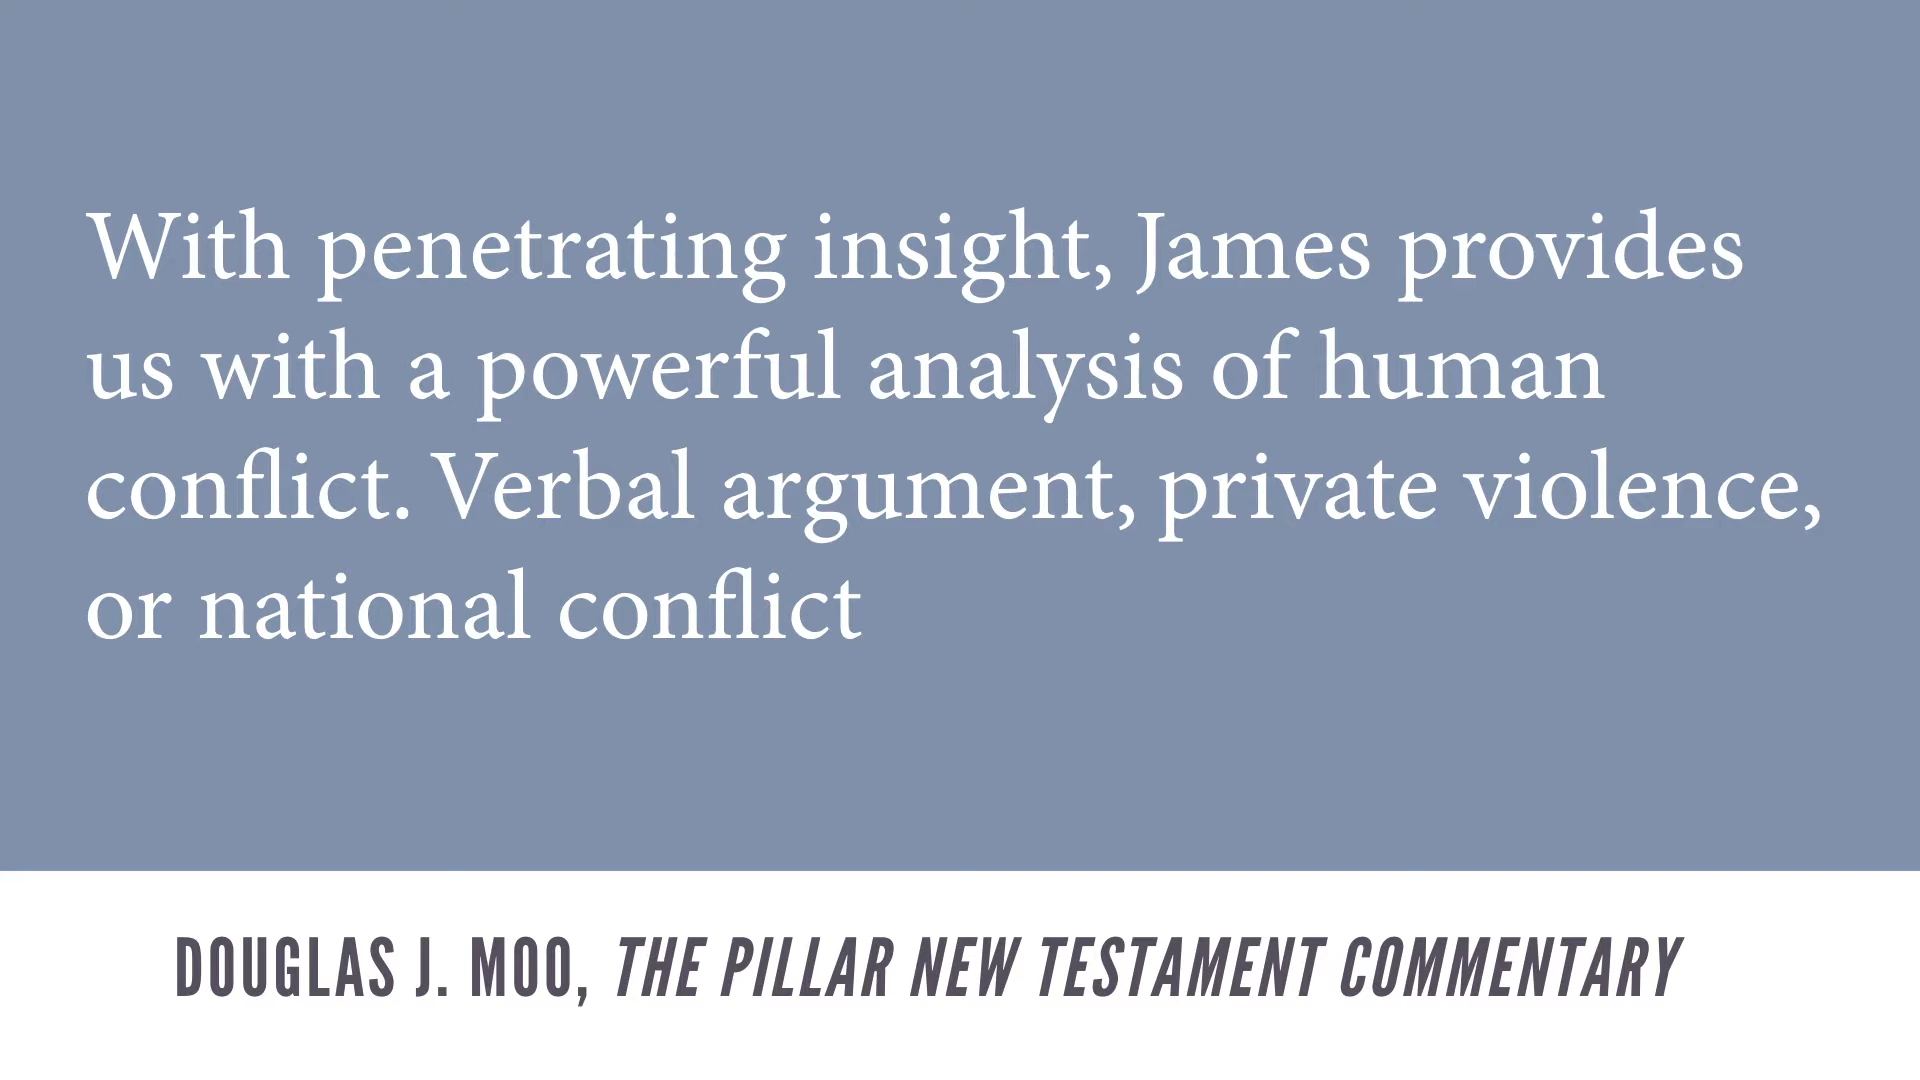 With penetrating insight, James provides
us with a powerful analysis of human
conflict. Verbal argument, private violence,
or national conflict
DOUGLAS J. MOO, THE PILLAR NEW TESTAMENT COMMENTARY